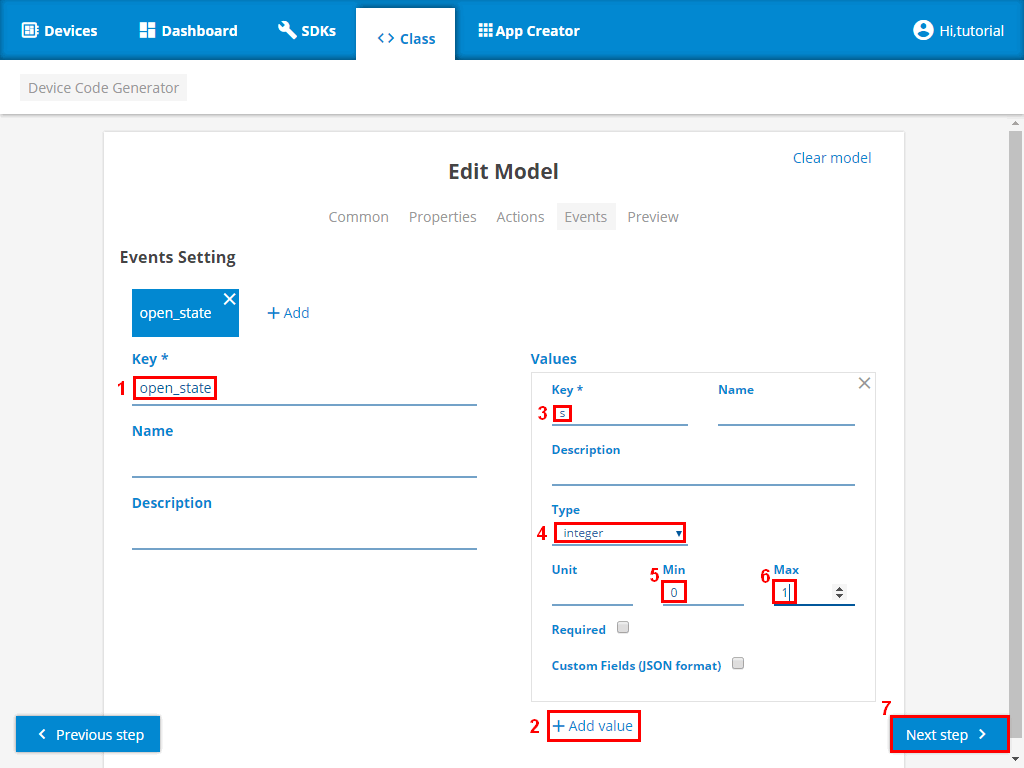 Devices Dashboard SDKs <> Class App Creator Hi,tutorial
Device Code Generator
Clear model
Edit Model
Common Properties Actions Events Preview
Events Setting
open_state
+ Add
Key *
1 open_state
Name
Description
Values
Key * Name
3 s
Description
Type
4 integer
Unit 5 Min 6 Max
0 1
Required
Custom Fields (JSON format)
2 + Add value
7
Previous step
Next step